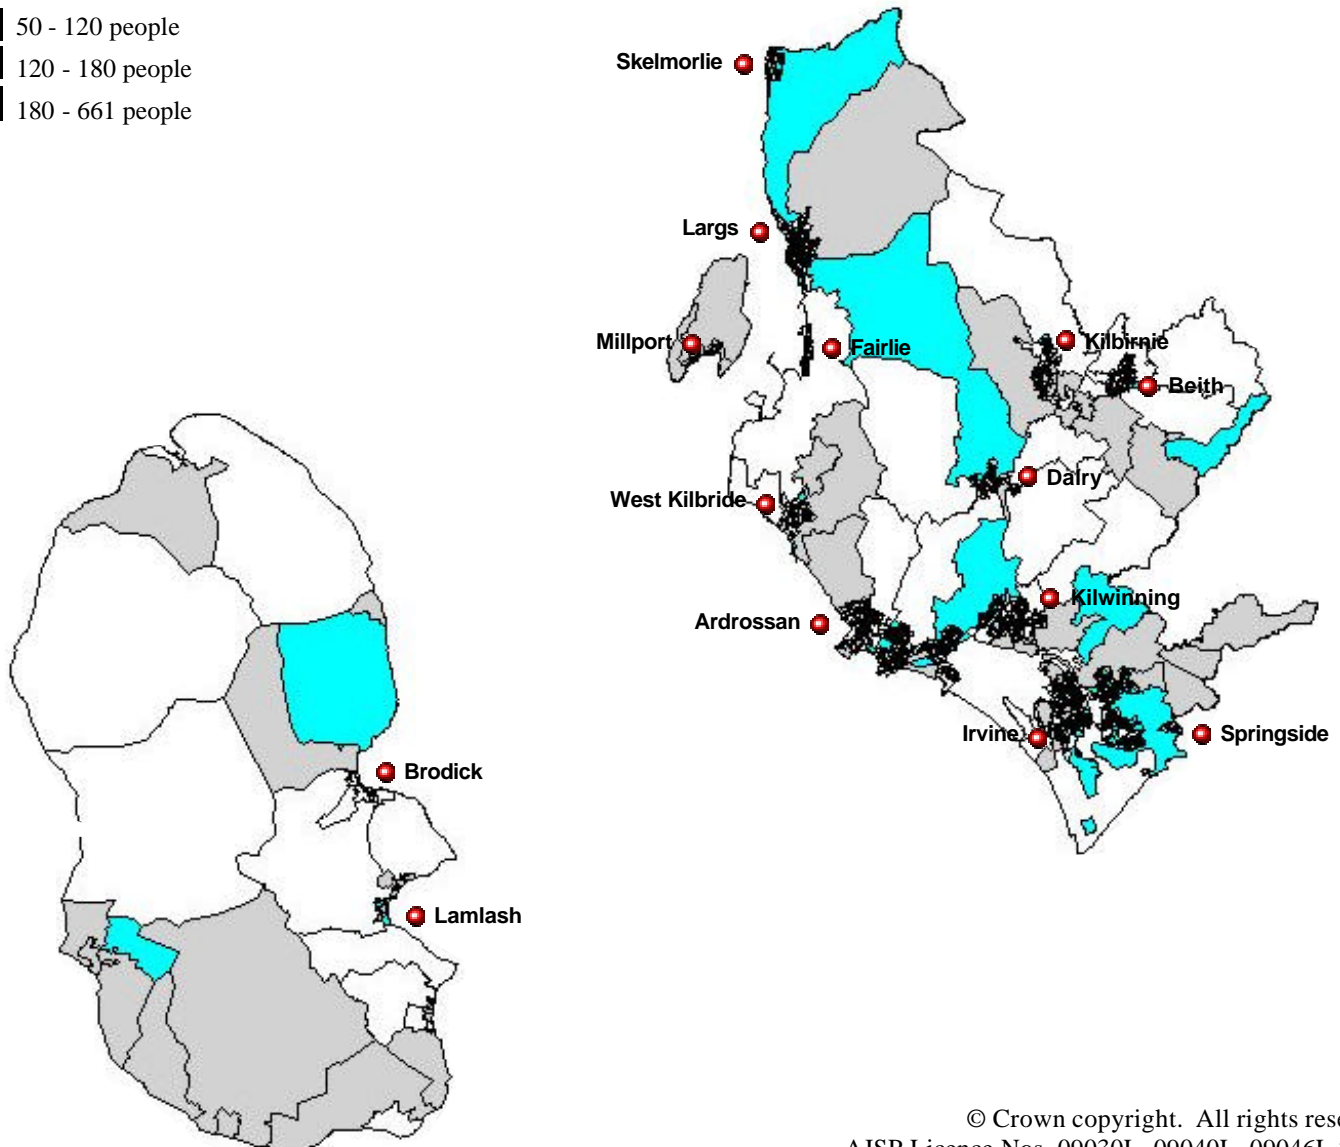 50 - 120 people
120 - 180 people
180 - 661 people
Skelmorlie
Largs
Millport
Fairlie
Kilbirnie
Beith
Dalry
West Kilbride
Kilwinning
Ardrossan
Irvine
Springside
Brodick
Lamlash
© Crown copyright. All rights